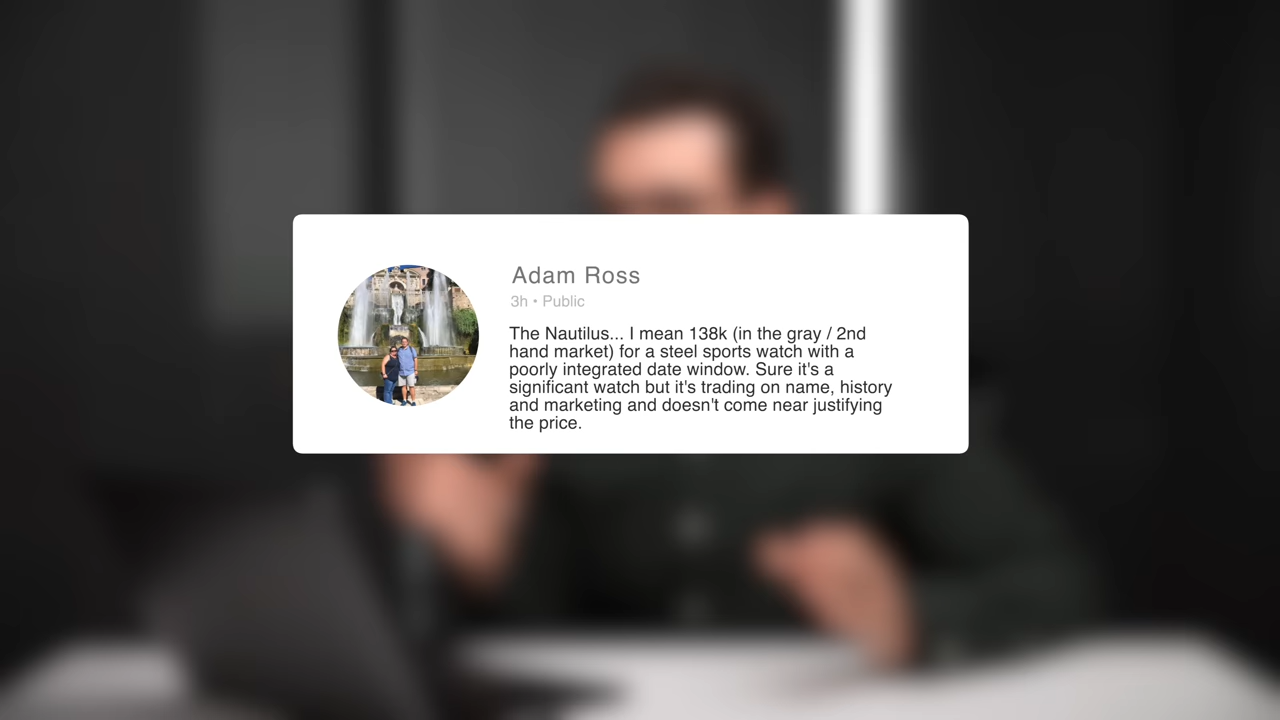 Adam Ross
3h • Public
The Nautilus... I mean 138k (in the gray / 2nd
hand market) for a steel sports watch with a
poorly integrated date window. Sure it's a
significant watch but it's trading on name, history
and marketing and doesn't come near justifying
the price.